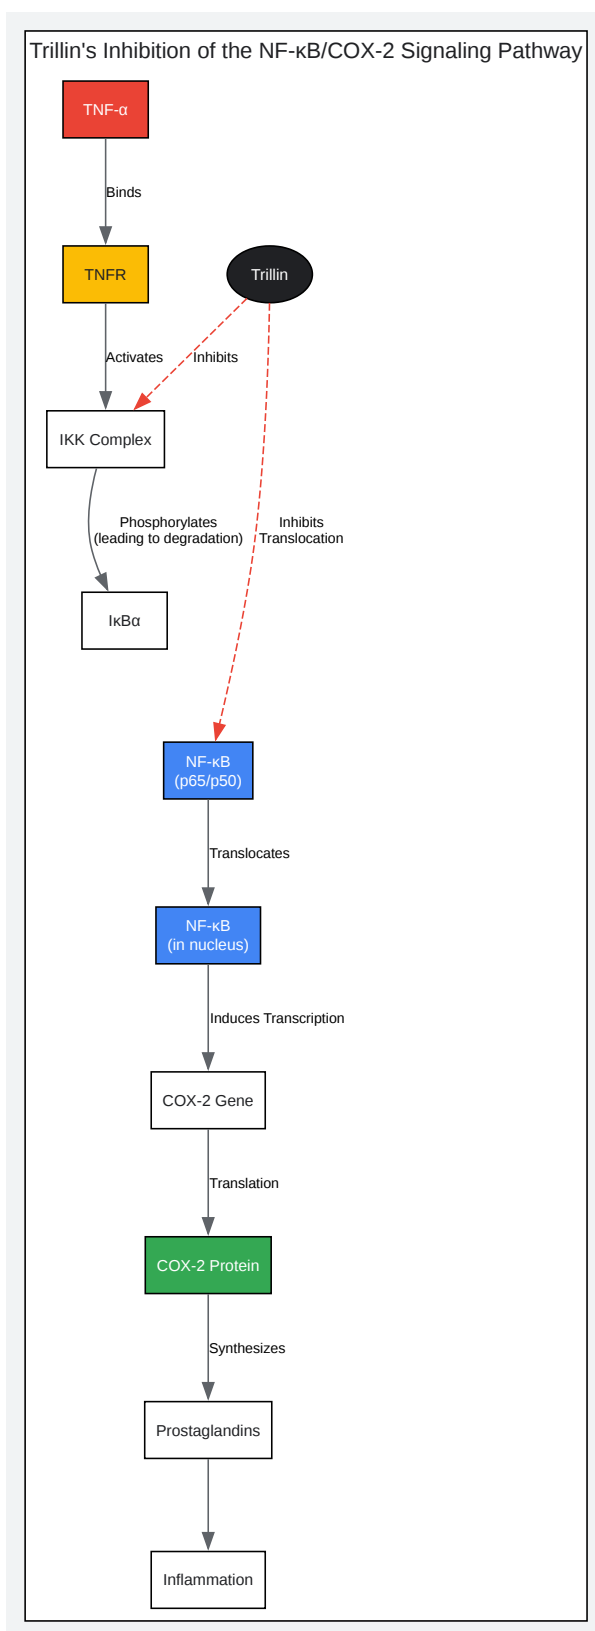 Trillin's Inhibition of the NF-κB/COX-2 Signaling Pathway
TNF-α
Binds
TNFR
Trillin
Activates
Inhibits
IKK Complex
Phosphorylates
(leading to degradation)
Inhibits
Translocation
IκBα
NF-κB
(p65/p50)
Translocates
NF-κB
(in nucleus)
Induces Transcription
COX-2 Gene
Translation
COX-2 Protein
Synthesizes
Prostaglandins
Inflammation